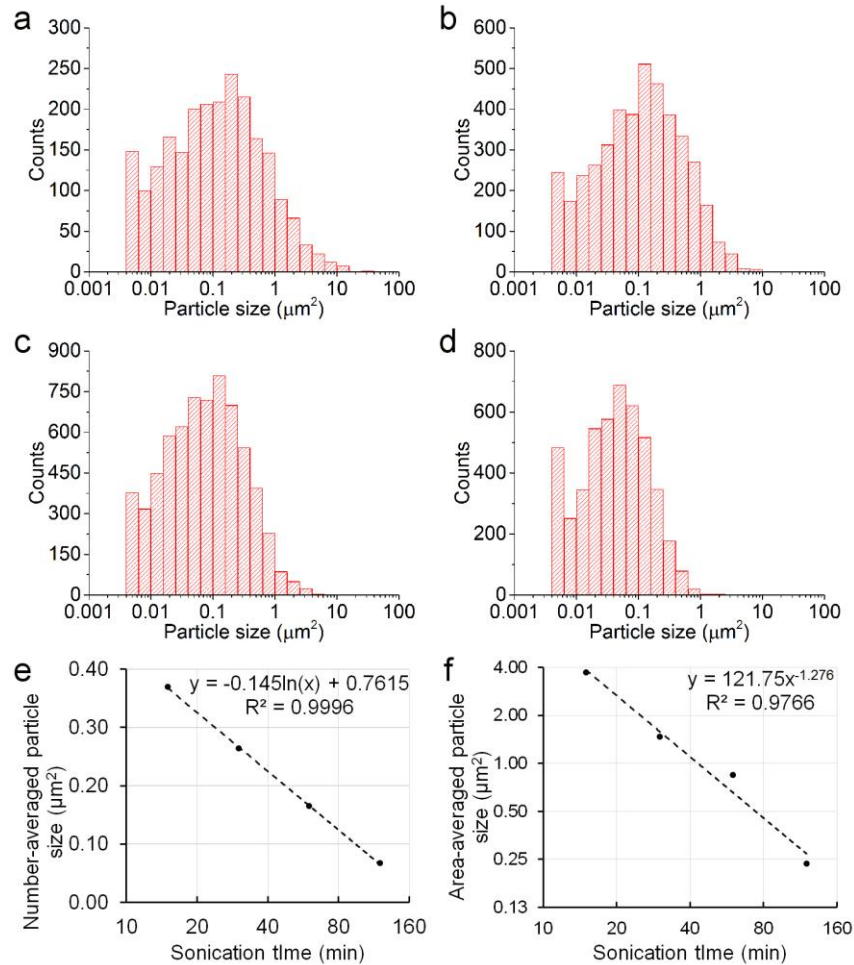 a
300
250
200
150
100
50
0
Counts
0.001 0.01 0.1 1 10 100
Particle size (μm²)
b
600
500
400
300
200
100
0
Counts
0.001 0.01 0.1 1 10 100
Particle size (μm²)
c
900
750
600
450
300
150
0
Counts
0.001 0.01 0.1 1 10 100
Particle size (μm²)
d
800
600
400
200
0
Counts
0.001 0.01 0.1 1 10 100
Particle size (μm²)
e
0.40
0.30
0.20
0.10
0.00
Number-averaged particle
size (μm²)
y = -0.145ln(x) + 0.7615
R² = 0.9996
10 20 40 80 160
Sonication tIme (min)
f
4.00
2.00
1.00
0.50
0.25
0.13
Area-averaged particle
size (μm²)
y = 121.75x⁻¹·²⁷⁶
R² = 0.9766
10 20 40 80 160
Sonication tIme (min)